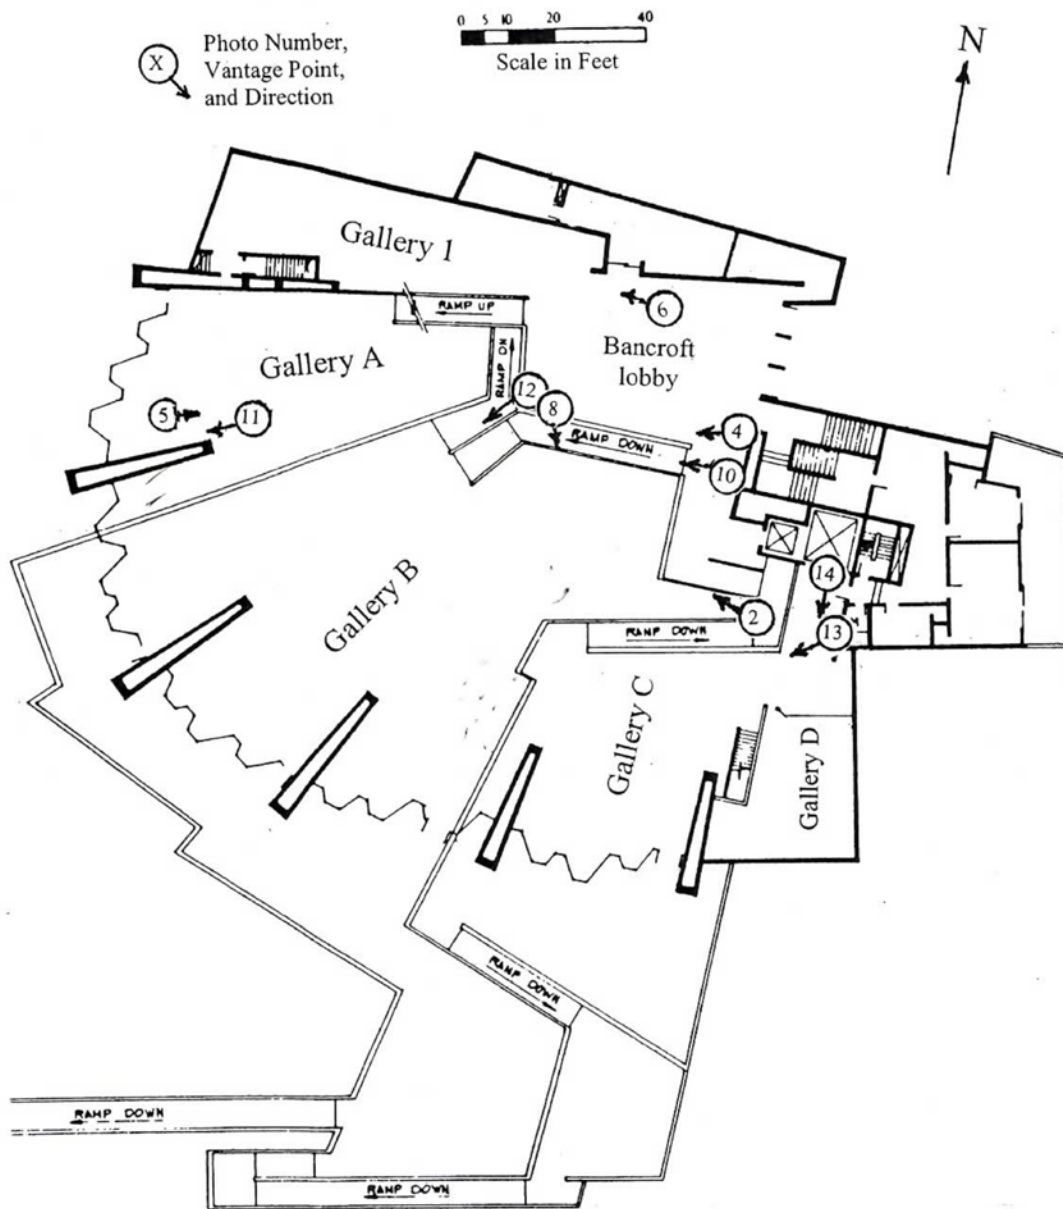 0 5 10 20 40
Scale in Feet
X
Photo Number,
Vantage Point,
and Direction
N
Gallery 1
RAMP UP
6
Bancroft
lobby
Gallery A
RAMP DN
12
8
5
11
4
RAMP DOWN
10
14
Gallery B
2
13
RAMP DOWN
Gallery C
Gallery D
RAMP DOWN
RAMP DOWN
RAMP DOWN